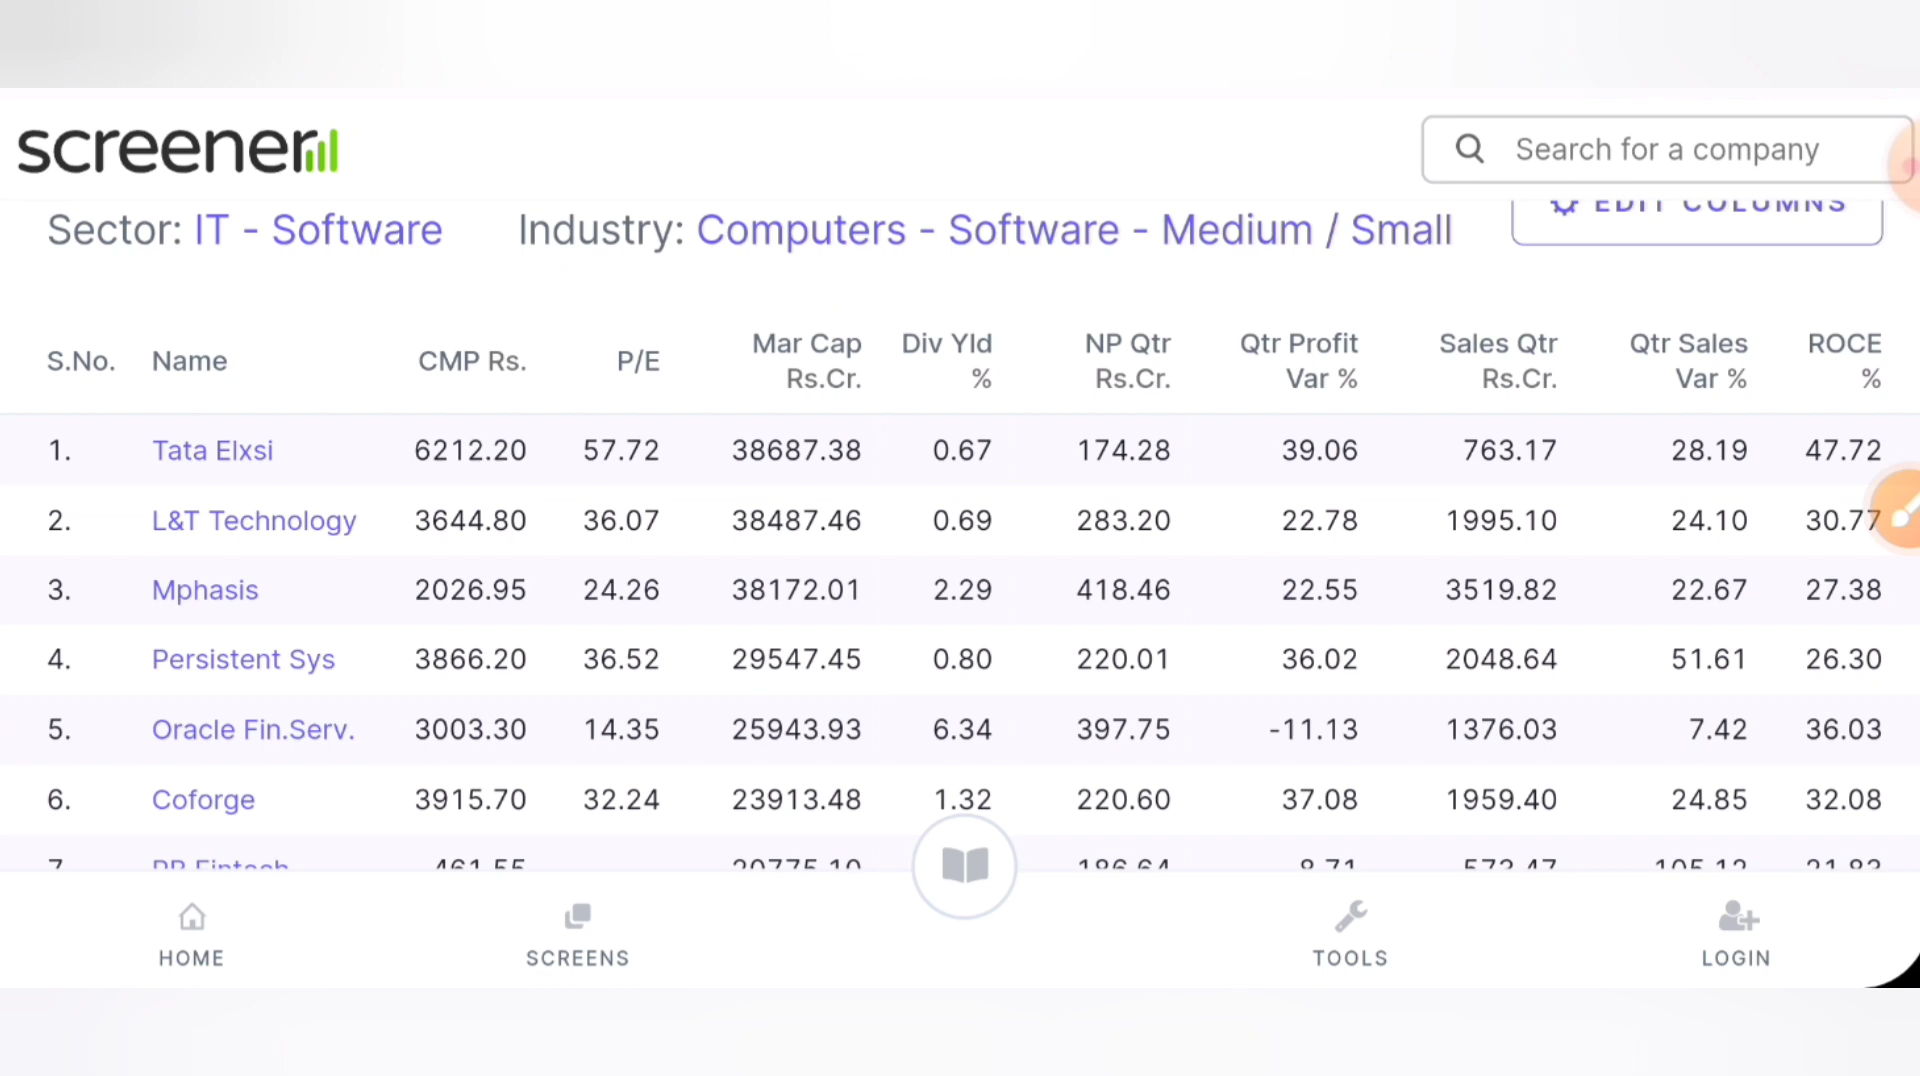 screener
Search for a company
EDIT COLUMNS
Sector: IT - Software Industry: Computers - Software - Medium / Small
S.No. Name CMP Rs. P/E Mar Cap Rs.Cr. Div Yld % NP Qtr Rs.Cr. Qtr Profit Var % Sales Qtr Rs.Cr. Qtr Sales Var % ROCE %
1. Tata Elxsi 6212.20 57.72 38687.38 0.67 174.28 39.06 763.17 28.19 47.72
2. L&T Technology 3644.80 36.07 38487.46 0.69 283.20 22.78 1995.10 24.10 30.77
3. Mphasis 2026.95 24.26 38172.01 2.29 418.46 22.55 3519.82 22.67 27.38
4. Persistent Sys 3866.20 36.52 29547.45 0.80 220.01 36.02 2048.64 51.61 26.30
5. Oracle Fin.Serv. 3003.30 14.35 25943.93 6.34 397.75 -11.13 1376.03 7.42 36.03
6. Coforge 3915.70 32.24 23913.48 1.32 220.60 37.08 1959.40 24.85 32.08
7. PB Fintech 461.55
HOME SCREENS TOOLS LOGIN